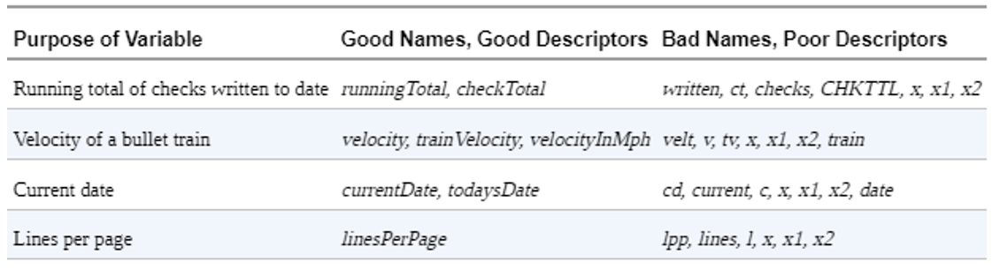 Purpose of Variable Good Names, Good Descriptors Bad Names, Poor Descriptors
Running total of checks written to date runningTotal, checkTotal written, ct, checks, CHKTTL, x, x1, x2
Velocity of a bullet train velocity, trainVelocity, velocityInMph velt, v, tv, x, x1, x2, train
Current date currentDate, todaysDate cd, current, c, x, x1, x2, date
Lines per page linesPerPage lpp, lines, l, x, x1, x2